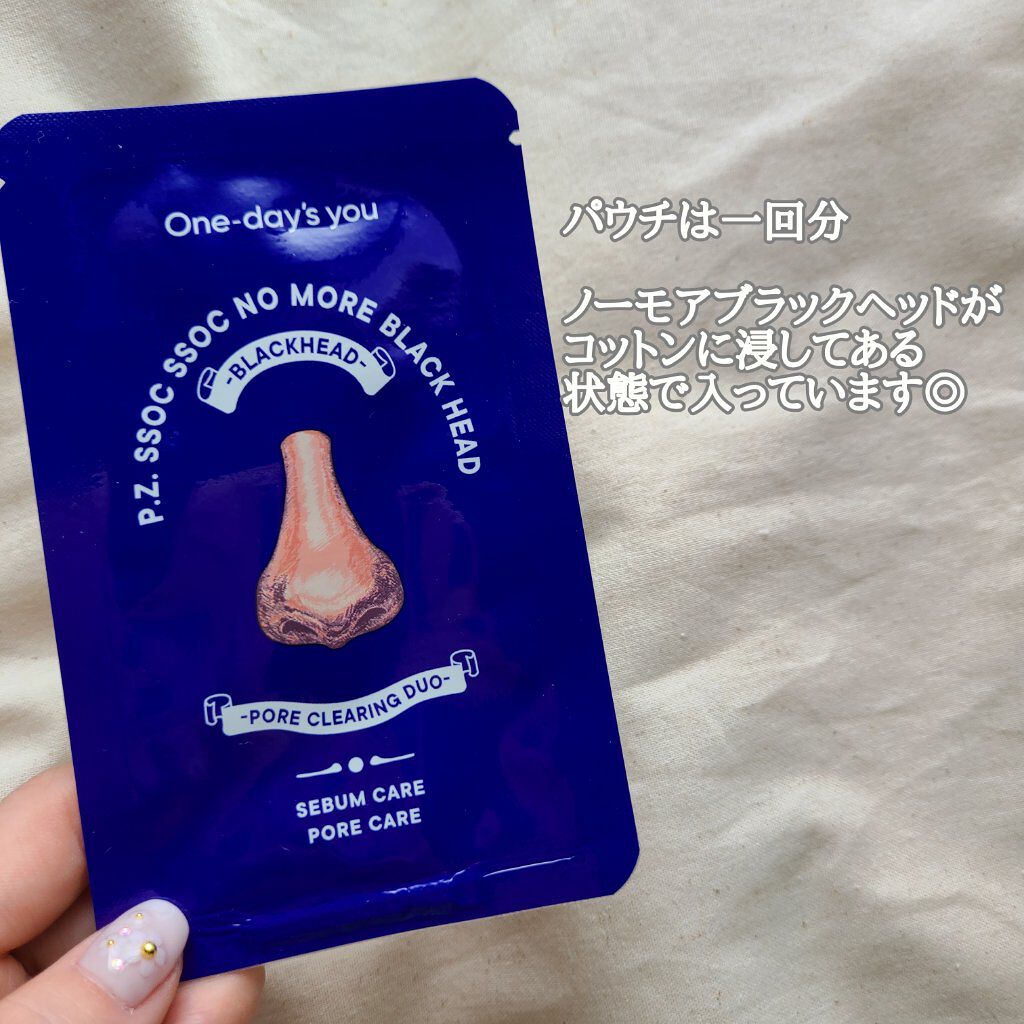 One-day's you
P.Z. SSOC SSOC NO MORE BLACK HEAD
-BLACKHEAD-
-PORE CLEARING DUO-
SEBUM CARE
PORE CARE
パウチは一回分
ノーモアブラックヘッドが
コットンに浸してある
状態で入っています◎